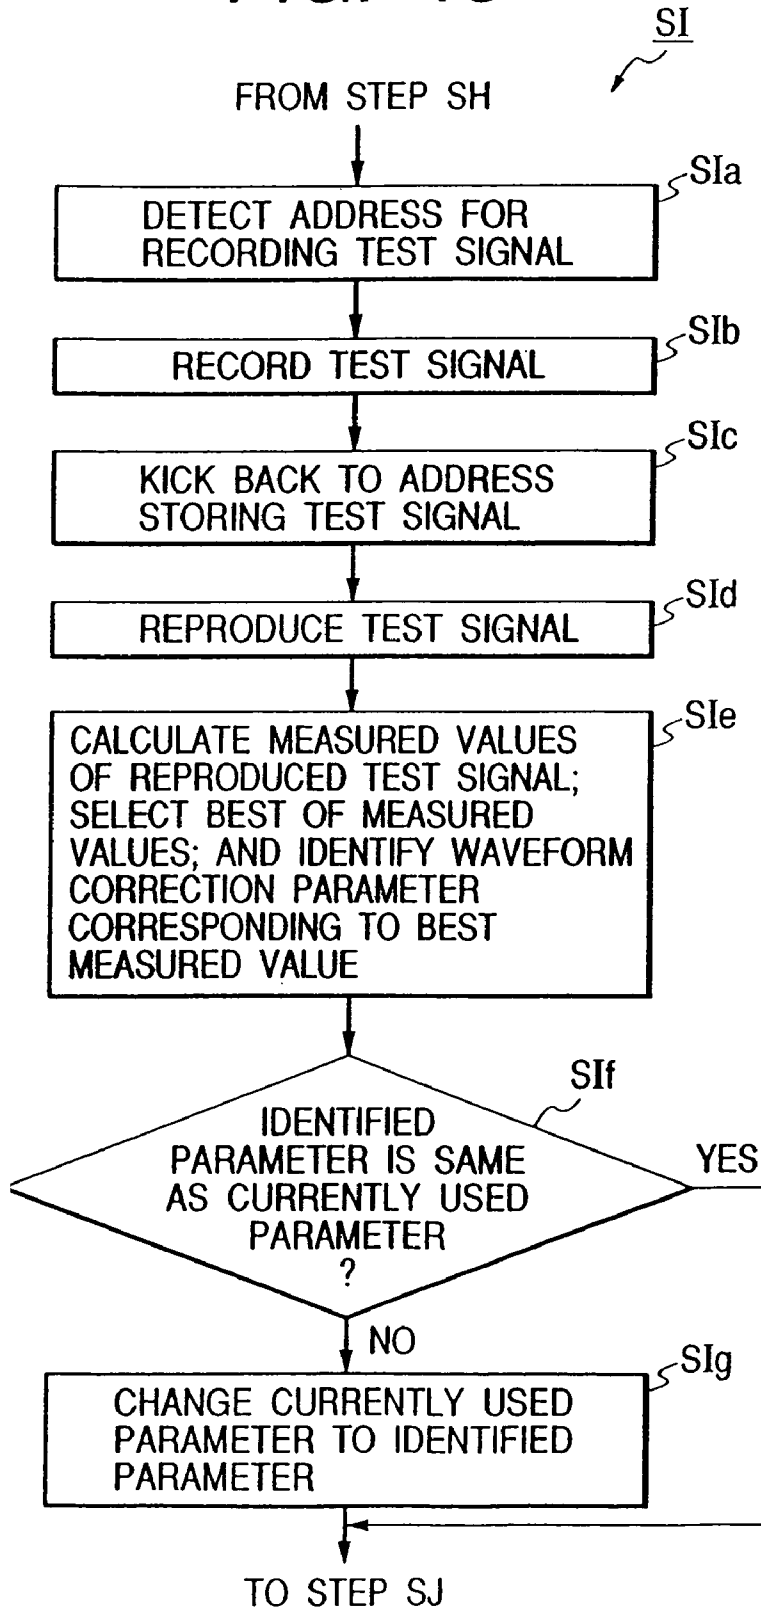 SI
FROM STEP SH
SIa
DETECT ADDRESS FOR
RECORDING TEST SIGNAL
SIb
RECORD TEST SIGNAL
SIc
KICK BACK TO ADDRESS
STORING TEST SIGNAL
SId
REPRODUCE TEST SIGNAL
SIe
CALCULATE MEASURED VALUES
OF REPRODUCED TEST SIGNAL;
SELECT BEST OF MEASURED
VALUES; AND IDENTIFY WAVEFORM
CORRECTION PARAMETER
CORRESPONDING TO BEST
MEASURED VALUE
SIf
IDENTIFIED
PARAMETER IS SAME
AS CURRENTLY USED
PARAMETER
?
YES
NO
SIg
CHANGE CURRENTLY USED
PARAMETER TO IDENTIFIED
PARAMETER
TO STEP SJ